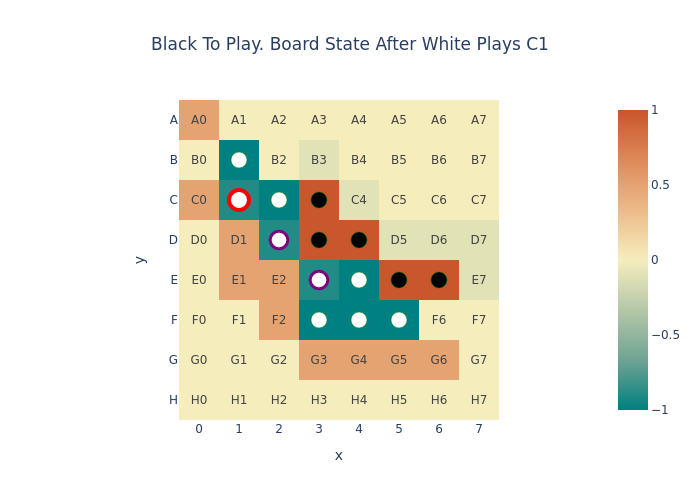 Black To Play. Board State After White Plays C1
A A0 A1 A2 A3 A4 A5 A6 A7
B B0 B2 B3 B4 B5 B6 B7
C C0 C4 C5 C6 C7
D D0 D1 D5 D6 D7
E E0 E1 E2 E7
F F0 F1 F2 F6 F7
G G0 G1 G2 G3 G4 G5 G6 G7
H H0 H1 H2 H3 H4 H5 H6 H7
0 1 2 3 4 5 6 7
x
y
1
0.5
0
−0.5
−1